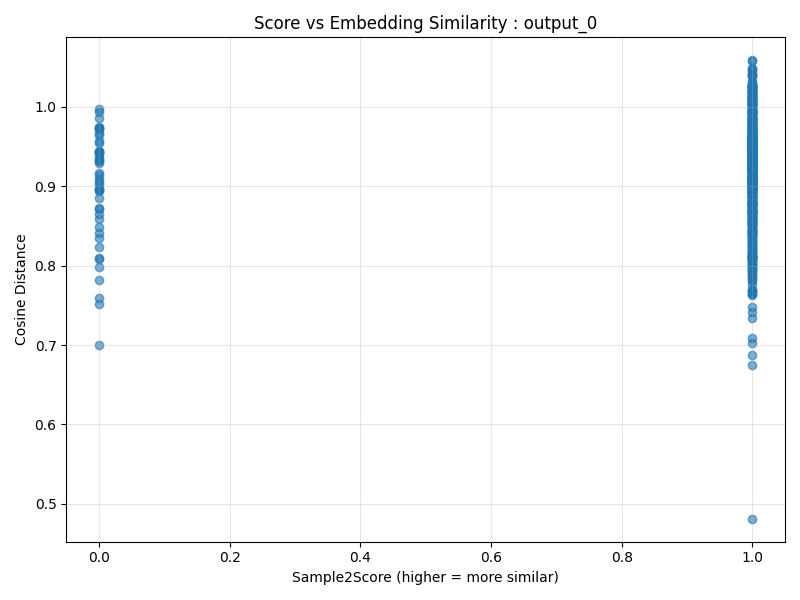 Score vs Embedding Similarity : output_0
Cosine Distance
1.0
0.9
0.8
0.7
0.6
0.5
0.0 0.2 0.4 0.6 0.8 1.0
Sample2Score (higher = more similar)